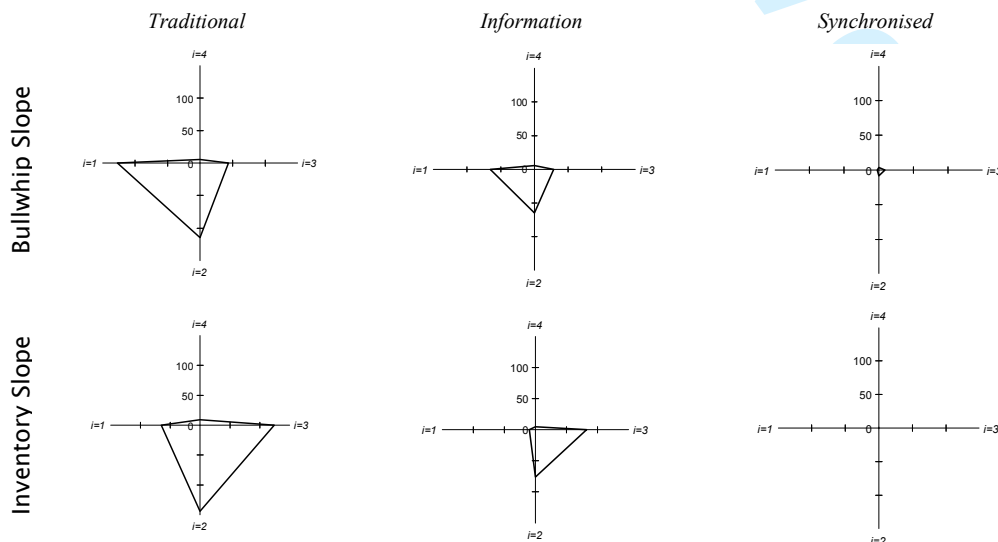 Traditional Information Synchronised
Bullwhip Slope
i=4
100
50
i=1 0 i=3
i=2
i=4
100
50
i=1 0 i=3
i=2
i=4
100
50
i=1 0 i=3
i=2
Inventory Slope
i=4
100
50
i=1 0 i=3
i=2
i=4
100
50
i=1 0 i=3
i=2
i=4
100
50
i=1 0 i=3
i=2